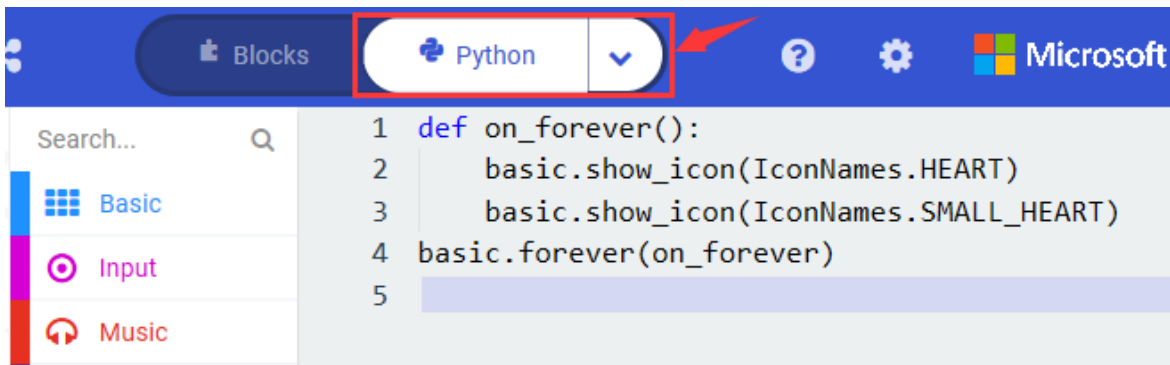 Blocks Python Microsoft
Search...
Basic
Input
Music
1 def on_forever():
2     basic.show_icon(IconNames.HEART)
3     basic.show_icon(IconNames.SMALL_HEART)
4 basic.forever(on_forever)
5